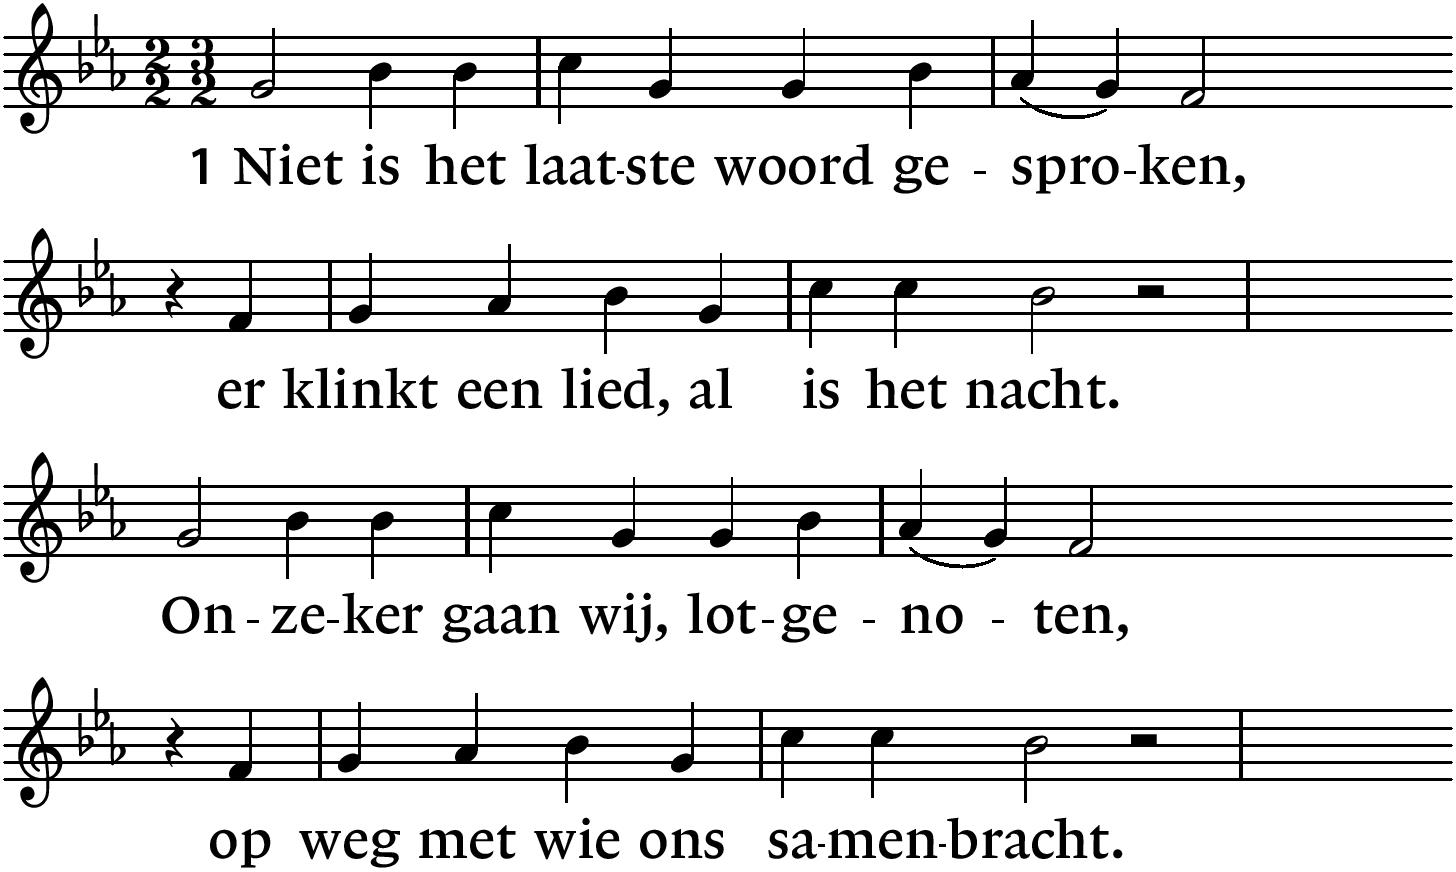 1 Niet is het laat-ste woord ge - spro-ken,
er klinkt een lied, al is het nacht.
On - ze-ker gaan wij, lot-ge - no - ten,
op weg met wie ons sa-men-bracht.